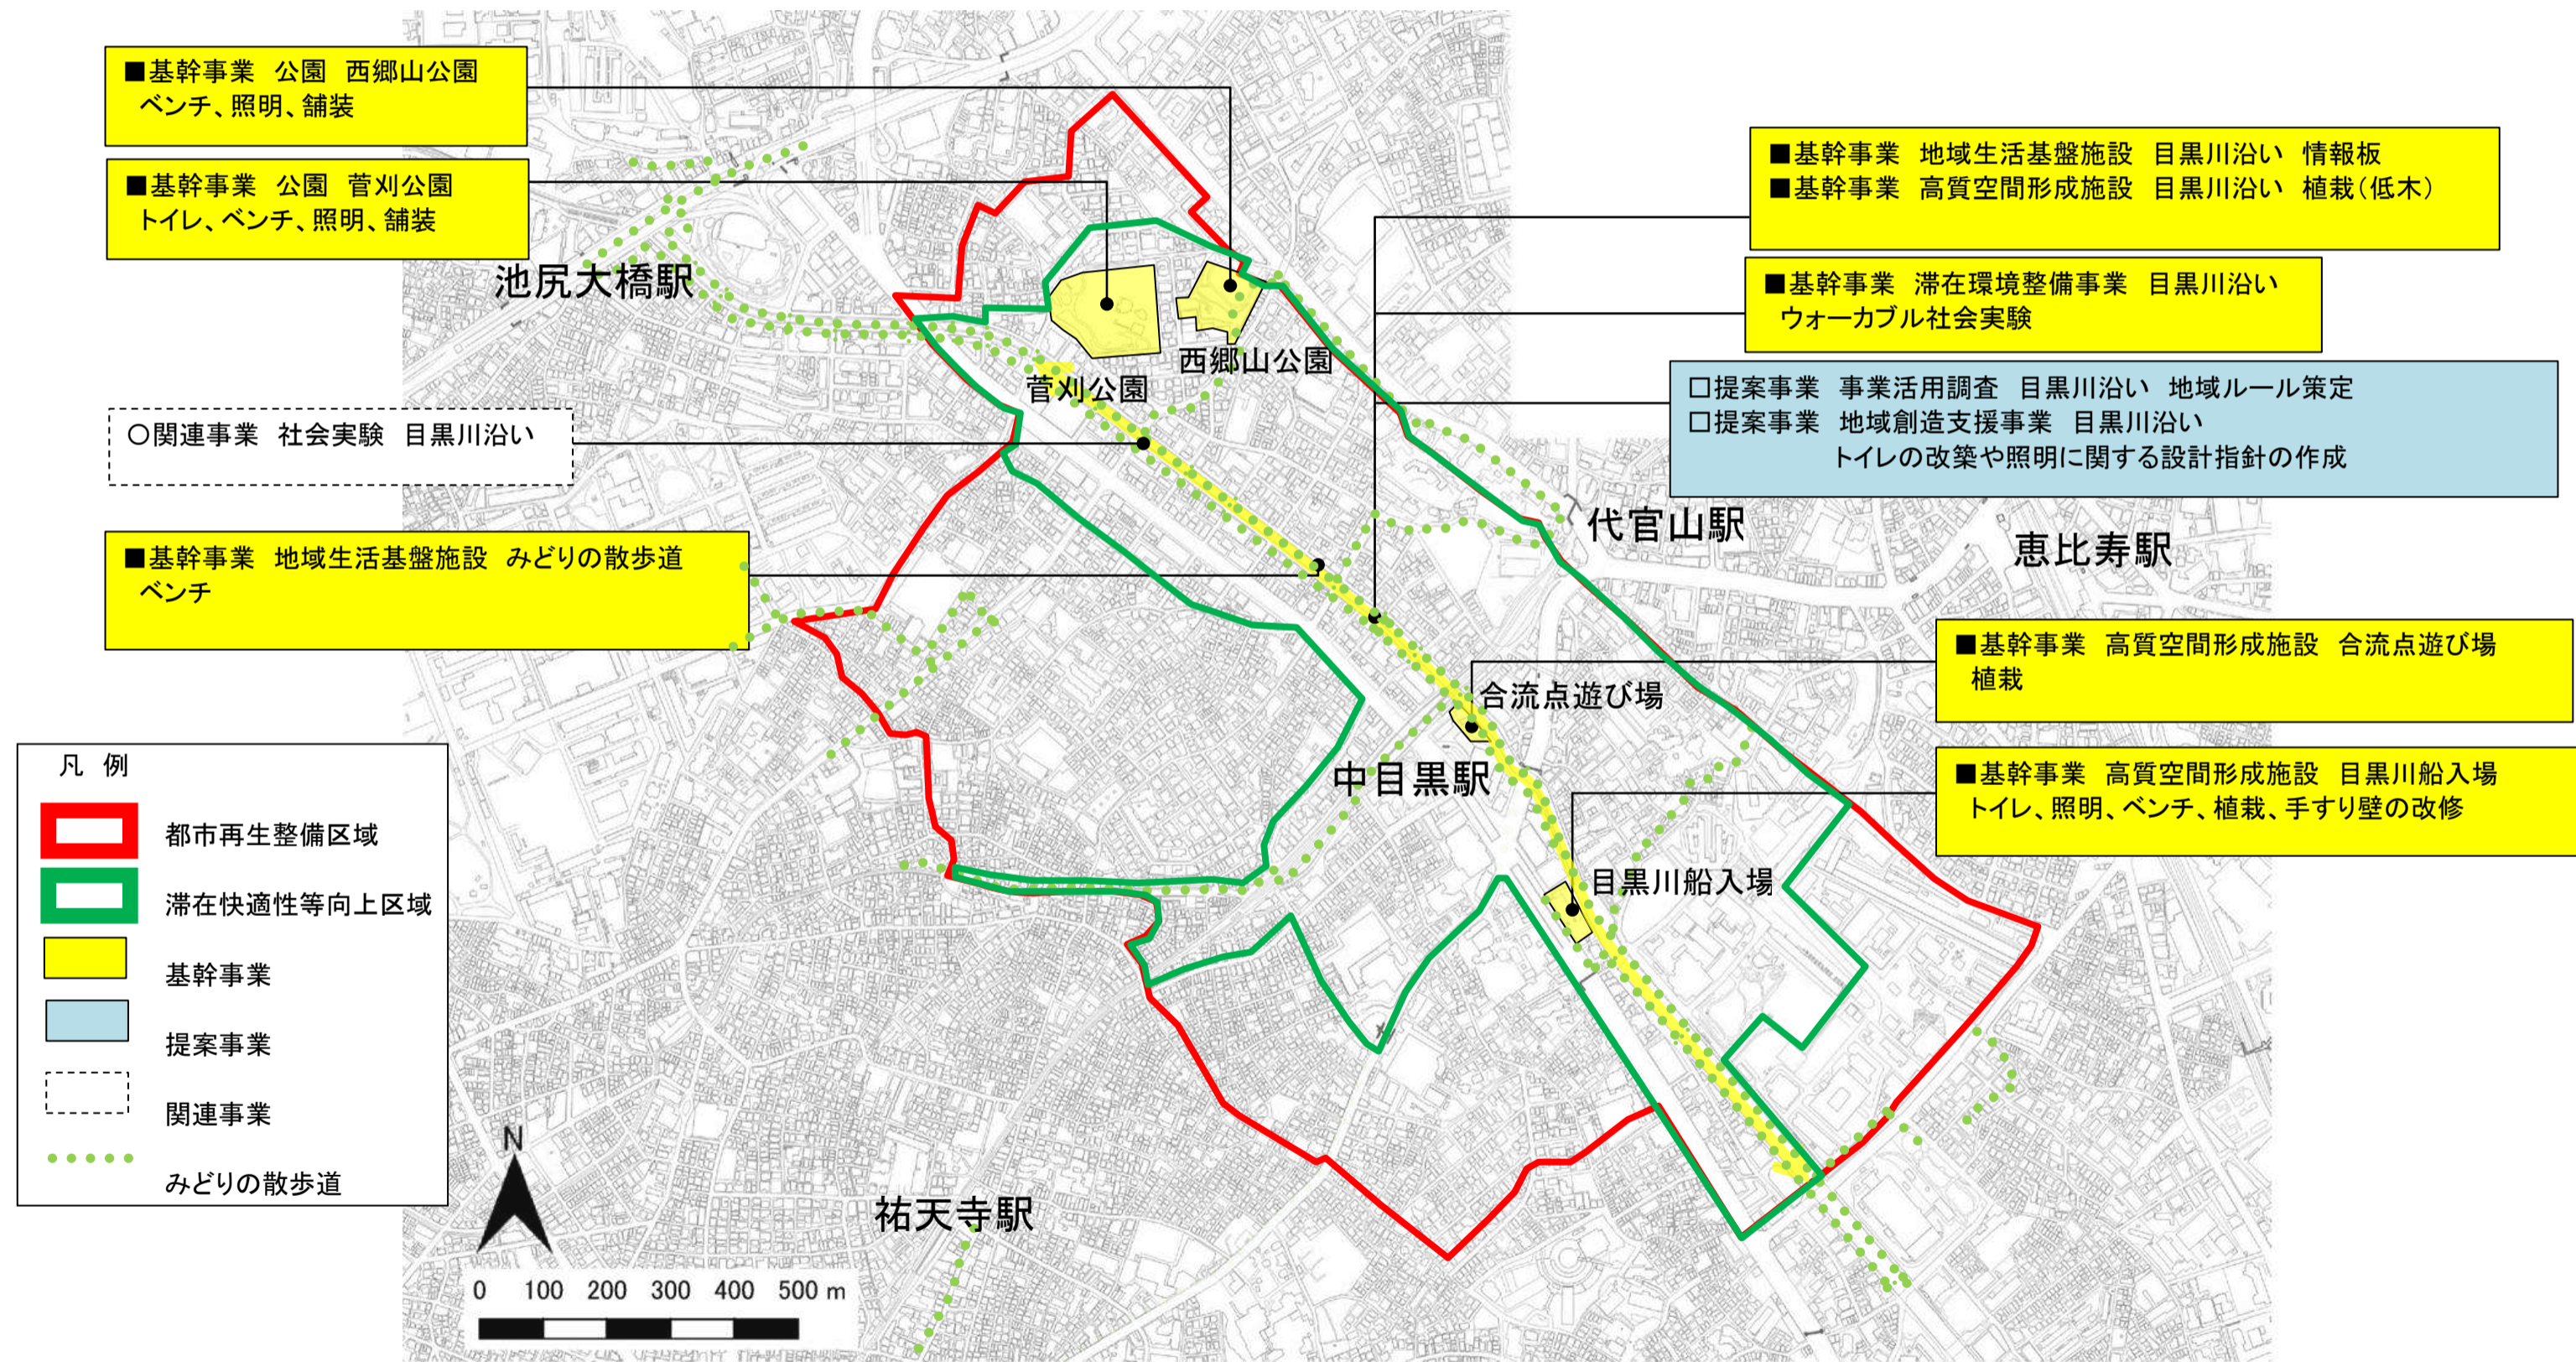 ■基幹事業 公園 西郷山公園
ベンチ、照明、舗装
■基幹事業 公園 菅刈公園
トイレ、ベンチ、照明、舗装
○関連事業 社会実験 目黒川沿い
■基幹事業 地域生活基盤施設 みどりの散歩道
ベンチ
■基幹事業 地域生活基盤施設 目黒川沿い 情報板
■基幹事業 高質空間形成施設 目黒川沿い 植栽(低木)
■基幹事業 滞在環境整備事業 目黒川沿い
ウォーカブル社会実験
□提案事業 事業活用調査 目黒川沿い 地域ルール策定
□提案事業 地域創造支援事業 目黒川沿い
トイレの改築や照明に関する設計指針の作成
■基幹事業 高質空間形成施設 合流点遊び場
植栽
■基幹事業 高質空間形成施設 目黒川船入場
トイレ、照明、ベンチ、植栽、手すり壁の改修
池尻大橋駅
西郷山公園
菅刈公園
代官山駅
恵比寿駅
合流点遊び場
中目黒駅
目黒川船入場
祐天寺駅
凡 例
都市再生整備区域
滞在快適性等向上区域
基幹事業
提案事業
関連事業
みどりの散歩道
N
0 100 200 300 400 500 m